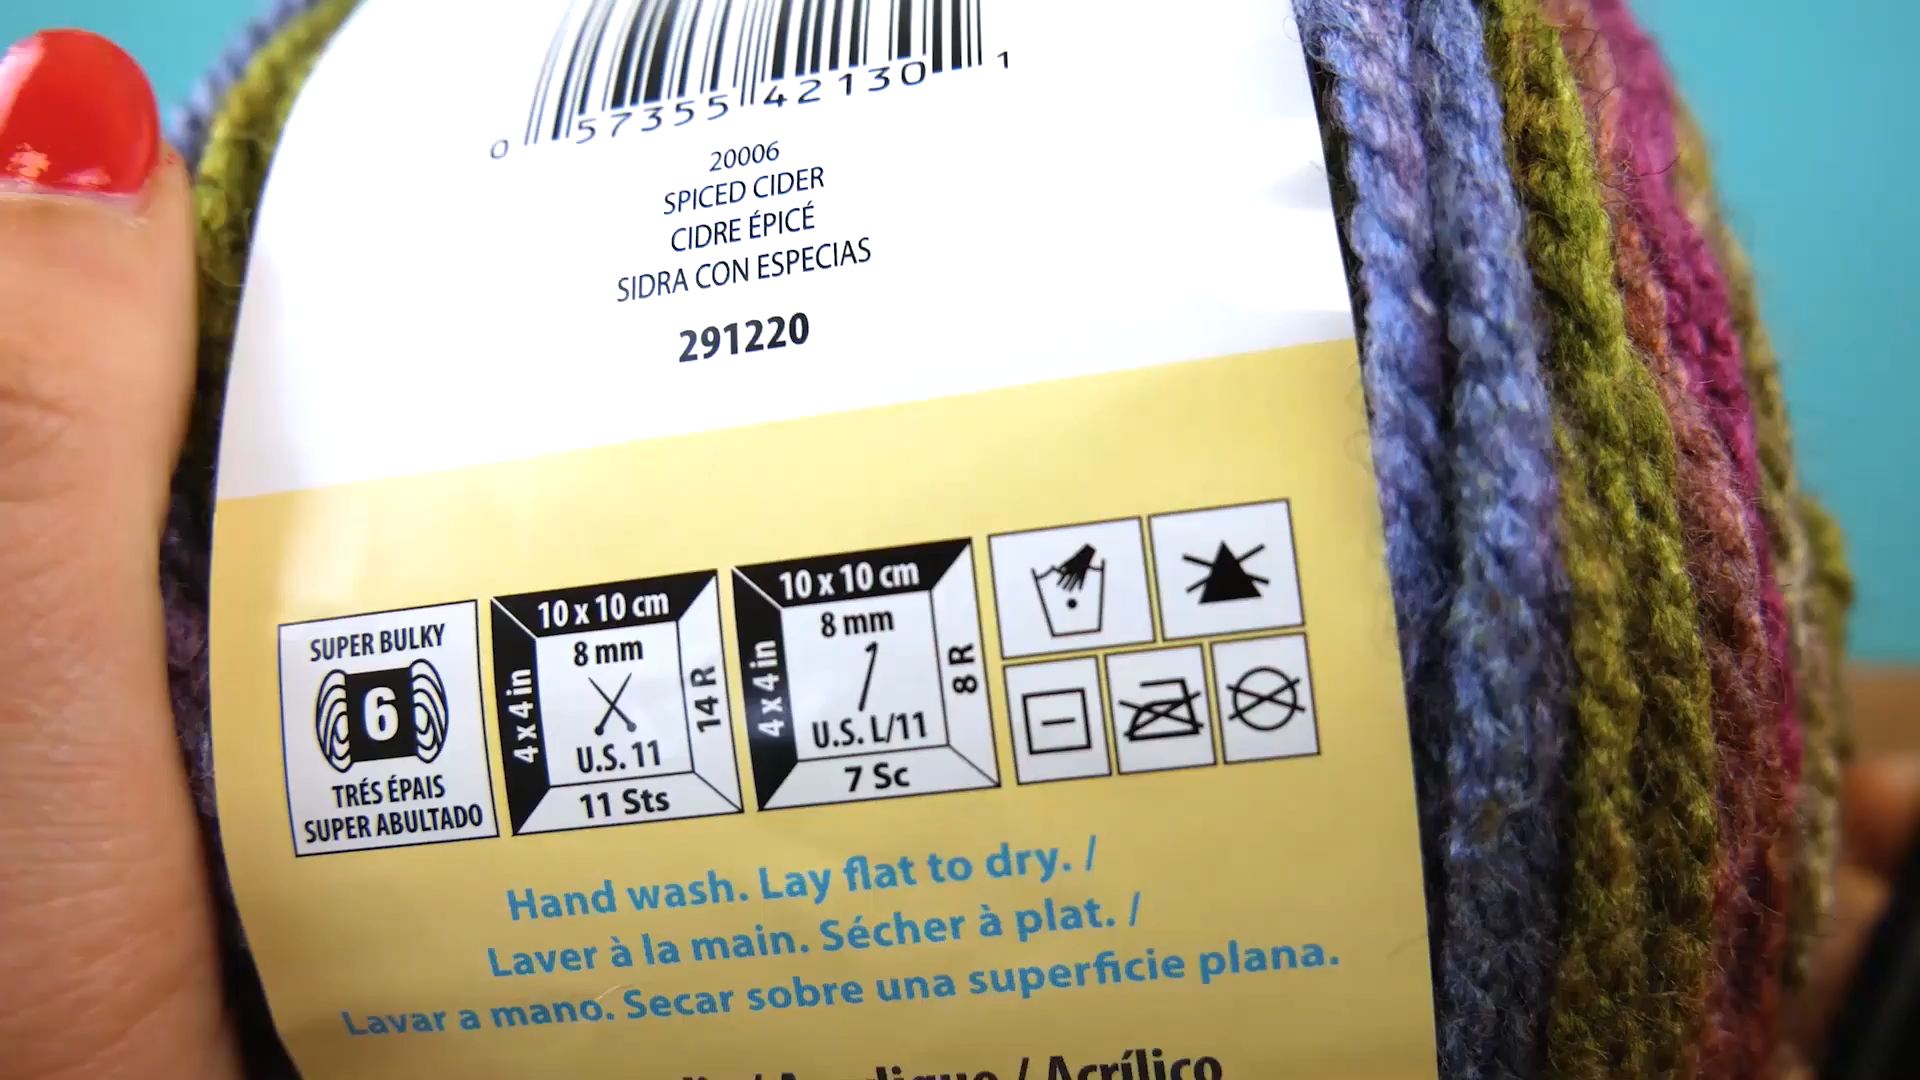 0 57355 42130 1
20006
SPICED CIDER
CIDRE ÉPICÉ
SIDRA CON ESPECIAS
291220
SUPER BULKY
6
TRÉS ÉPAIS
SUPER ABULTADO
10 x 10 cm
4 x 4 in
8 mm
U.S. 11
14 R
11 Sts
10 x 10 cm
4 x 4 in
8 mm
U.S. L/11
8 R
7 Sc
Hand wash. Lay flat to dry. /
Laver à la main. Sécher à plat. /
Lavar a mano. Secar sobre una superficie plana.
/ Acrílico